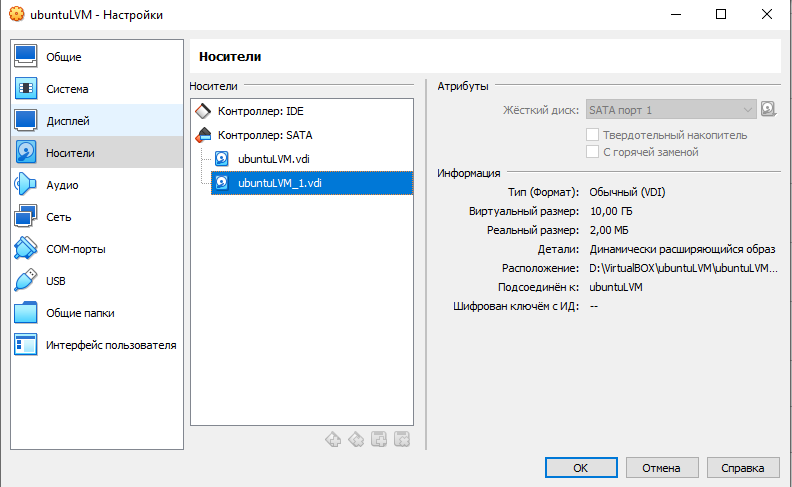 ubuntuLVM - Настройки
Общие
Система
Дисплей
Носители
Аудио
Сеть
COM-порты
USB
Общие папки
Интерфейс пользователя
Носители
Носители
Контроллер: IDE
Контроллер: SATA
ubuntuLVM.vdi
ubuntuLVM_1.vdi
Атрибуты
Жёсткий диск: SATA порт 1
Твердотельный накопитель
С горячей заменой
Информация
Тип (Формат): Обычный (VDI)
Виртуальный размер: 10,00 ГБ
Реальный размер: 2,00 МБ
Детали: Динамически расширяющийся образ
Расположение: D:\VirtualBOX\ubuntuLVM\ubuntuLVM...
Подсоединён к: ubuntuLVM
Шифрован ключём с ИД: --
OK
Отмена
Справка